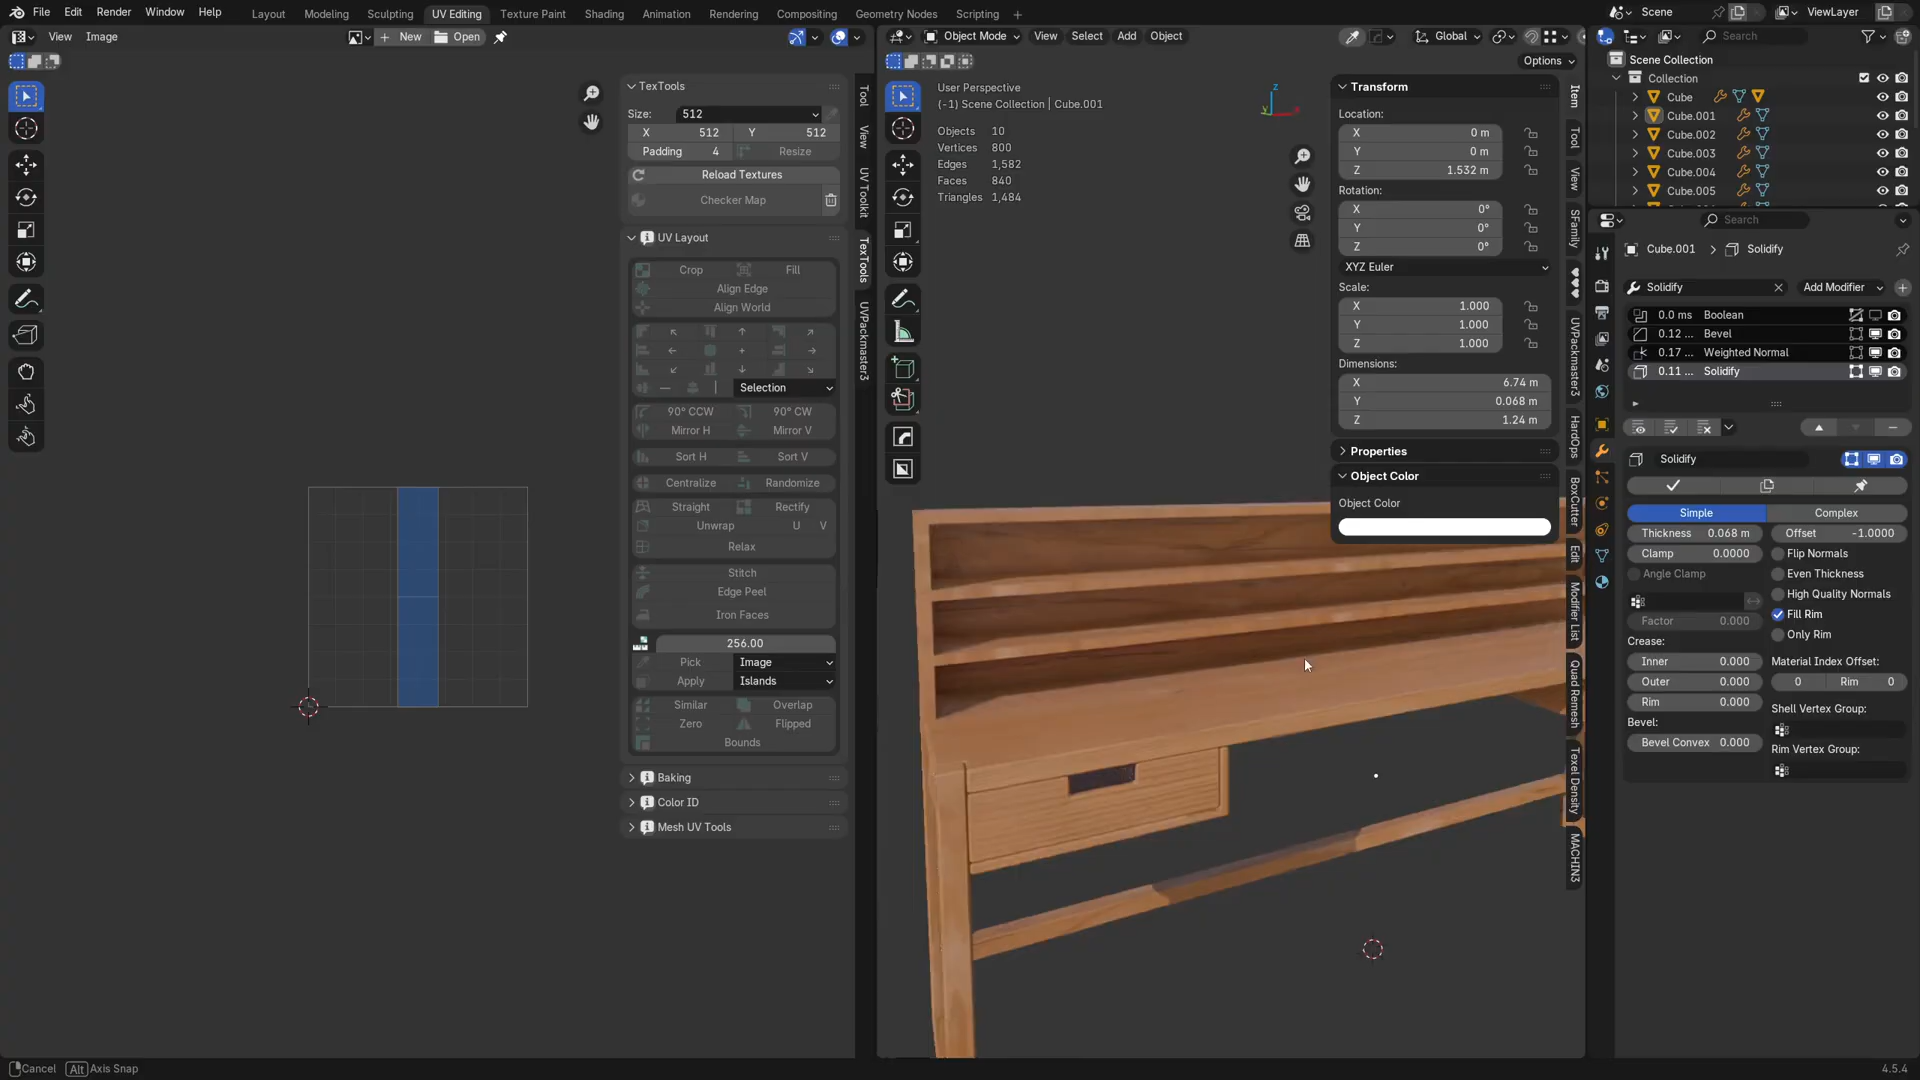 File Edit Render Window Help
Layout Modeling Sculpting UV Editing Texture Paint Shading Animation Rendering Compositing Geometry Nodes Scripting
Scene
ViewLayer
View Image
New
Open
Object Mode
View Select Add Object
Global
Search
Options
Scene Collection
Collection
Cube
Cube.001
Cube.002
Cube.003
Cube.004
Cube.005
TexTools
Size: 512
X 512 Y 512
Padding 4 Resize
Reload Textures
Checker Map
UV Layout
Crop Fill
Align Edge
Align World
Selection
90° CCW 90° CW
Mirror H Mirror V
Sort H Sort V
Centralize Randomize
Straight Rectify
Unwrap U V
Relax
Stitch
Edge Peel
Iron Faces
256.00
Pick Image
Apply Islands
Similar Overlap
Zero Flipped
Bounds
Baking
Color ID
Mesh UV Tools
Tool
View
UV Toolkit
TexTools
UVPackmaster3
User Perspective
(-1) Scene Collection | Cube.001
Objects 10
Vertices 800
Edges 1,582
Faces 840
Triangles 1,484
Z
Transform
Location:
X 0 m
Y 0 m
Z 1.532 m
Rotation:
X 0°
Y 0°
Z 0°
XYZ Euler
Scale:
X 1.000
Y 1.000
Z 1.000
Dimensions:
X 6.74 m
Y 0.068 m
Z 1.24 m
Properties
Object Color
Object Color
Item
Tool
View
SFamily
UVPackmaster3
HardOps
BoxCutter
Edit
Modifier List
Quad Remesh
Texel Density
MACHIN3
Search
Cube.001 > Solidify
Solidify
Add Modifier
0.0 ms Boolean
0.12 ... Bevel
0.17 ... Weighted Normal
0.11 ... Solidify
Solidify
Simple Complex
Thickness 0.068 m Offset -1.0000
Clamp 0.0000 Flip Normals
Angle Clamp Even Thickness
High Quality Normals
Factor 0.000 Fill Rim
Crease: Only Rim
Inner 0.000 Material Index Offset:
Outer 0.000 0 Rim 0
Rim 0.000 Shell Vertex Group:
Bevel:
Bevel Convex 0.000 Rim Vertex Group:
Cancel Alt Axis Snap
4.5.4